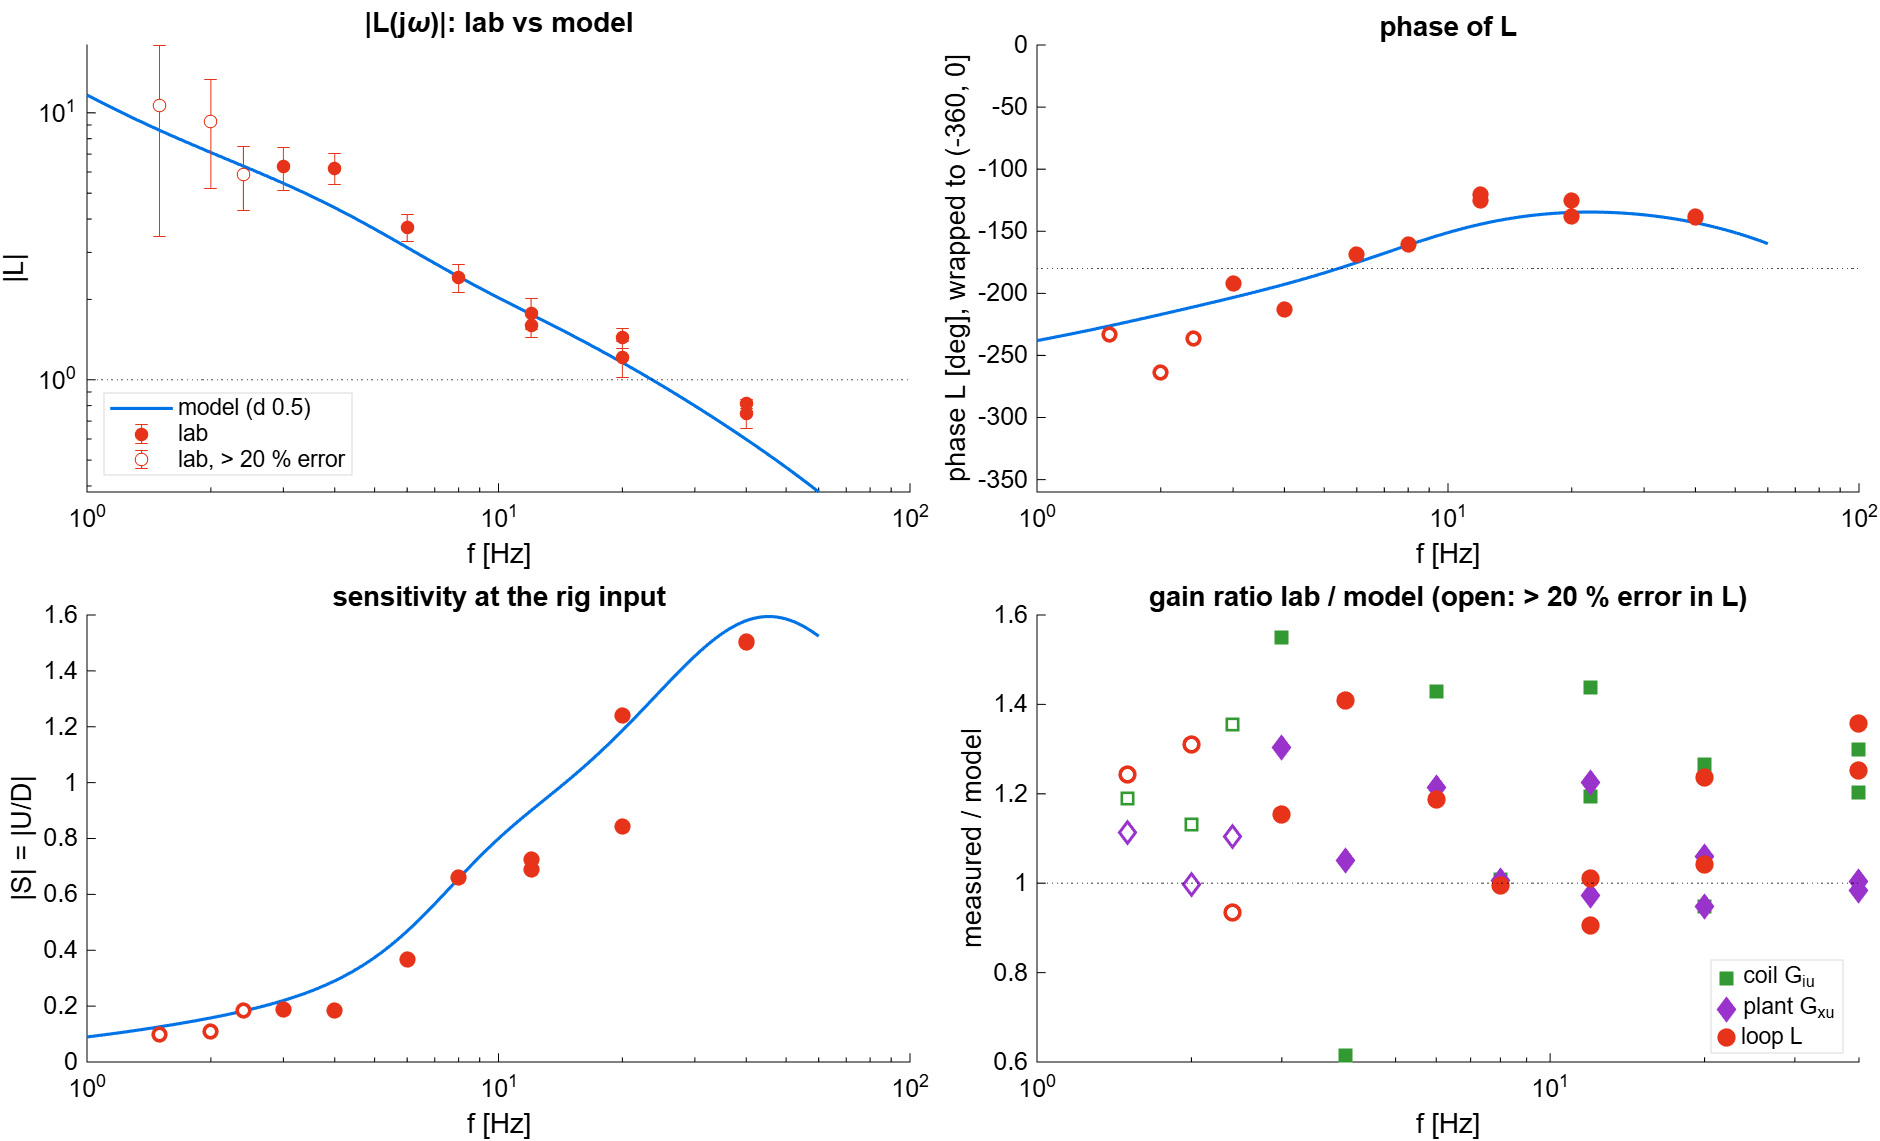 |L(jω)|: lab vs model
10¹
10⁰
|L|
model (d 0.5)
lab
lab, > 20 % error
10⁰ 10¹ 10²
f [Hz]
phase of L
0
-50
-100
-150
-200
-250
-300
-350
phase L [deg], wrapped to (-360, 0]
10⁰ 10¹ 10²
f [Hz]
sensitivity at the rig input
1.6
1.4
1.2
1
0.8
0.6
0.4
0.2
0
|S| = |U/D|
10⁰ 10¹ 10²
f [Hz]
gain ratio lab / model (open: > 20 % error in L)
1.6
1.4
1.2
1
0.8
0.6
measured / model
coil G_iu
plant G_xu
loop L
10⁰ 10¹
f [Hz]